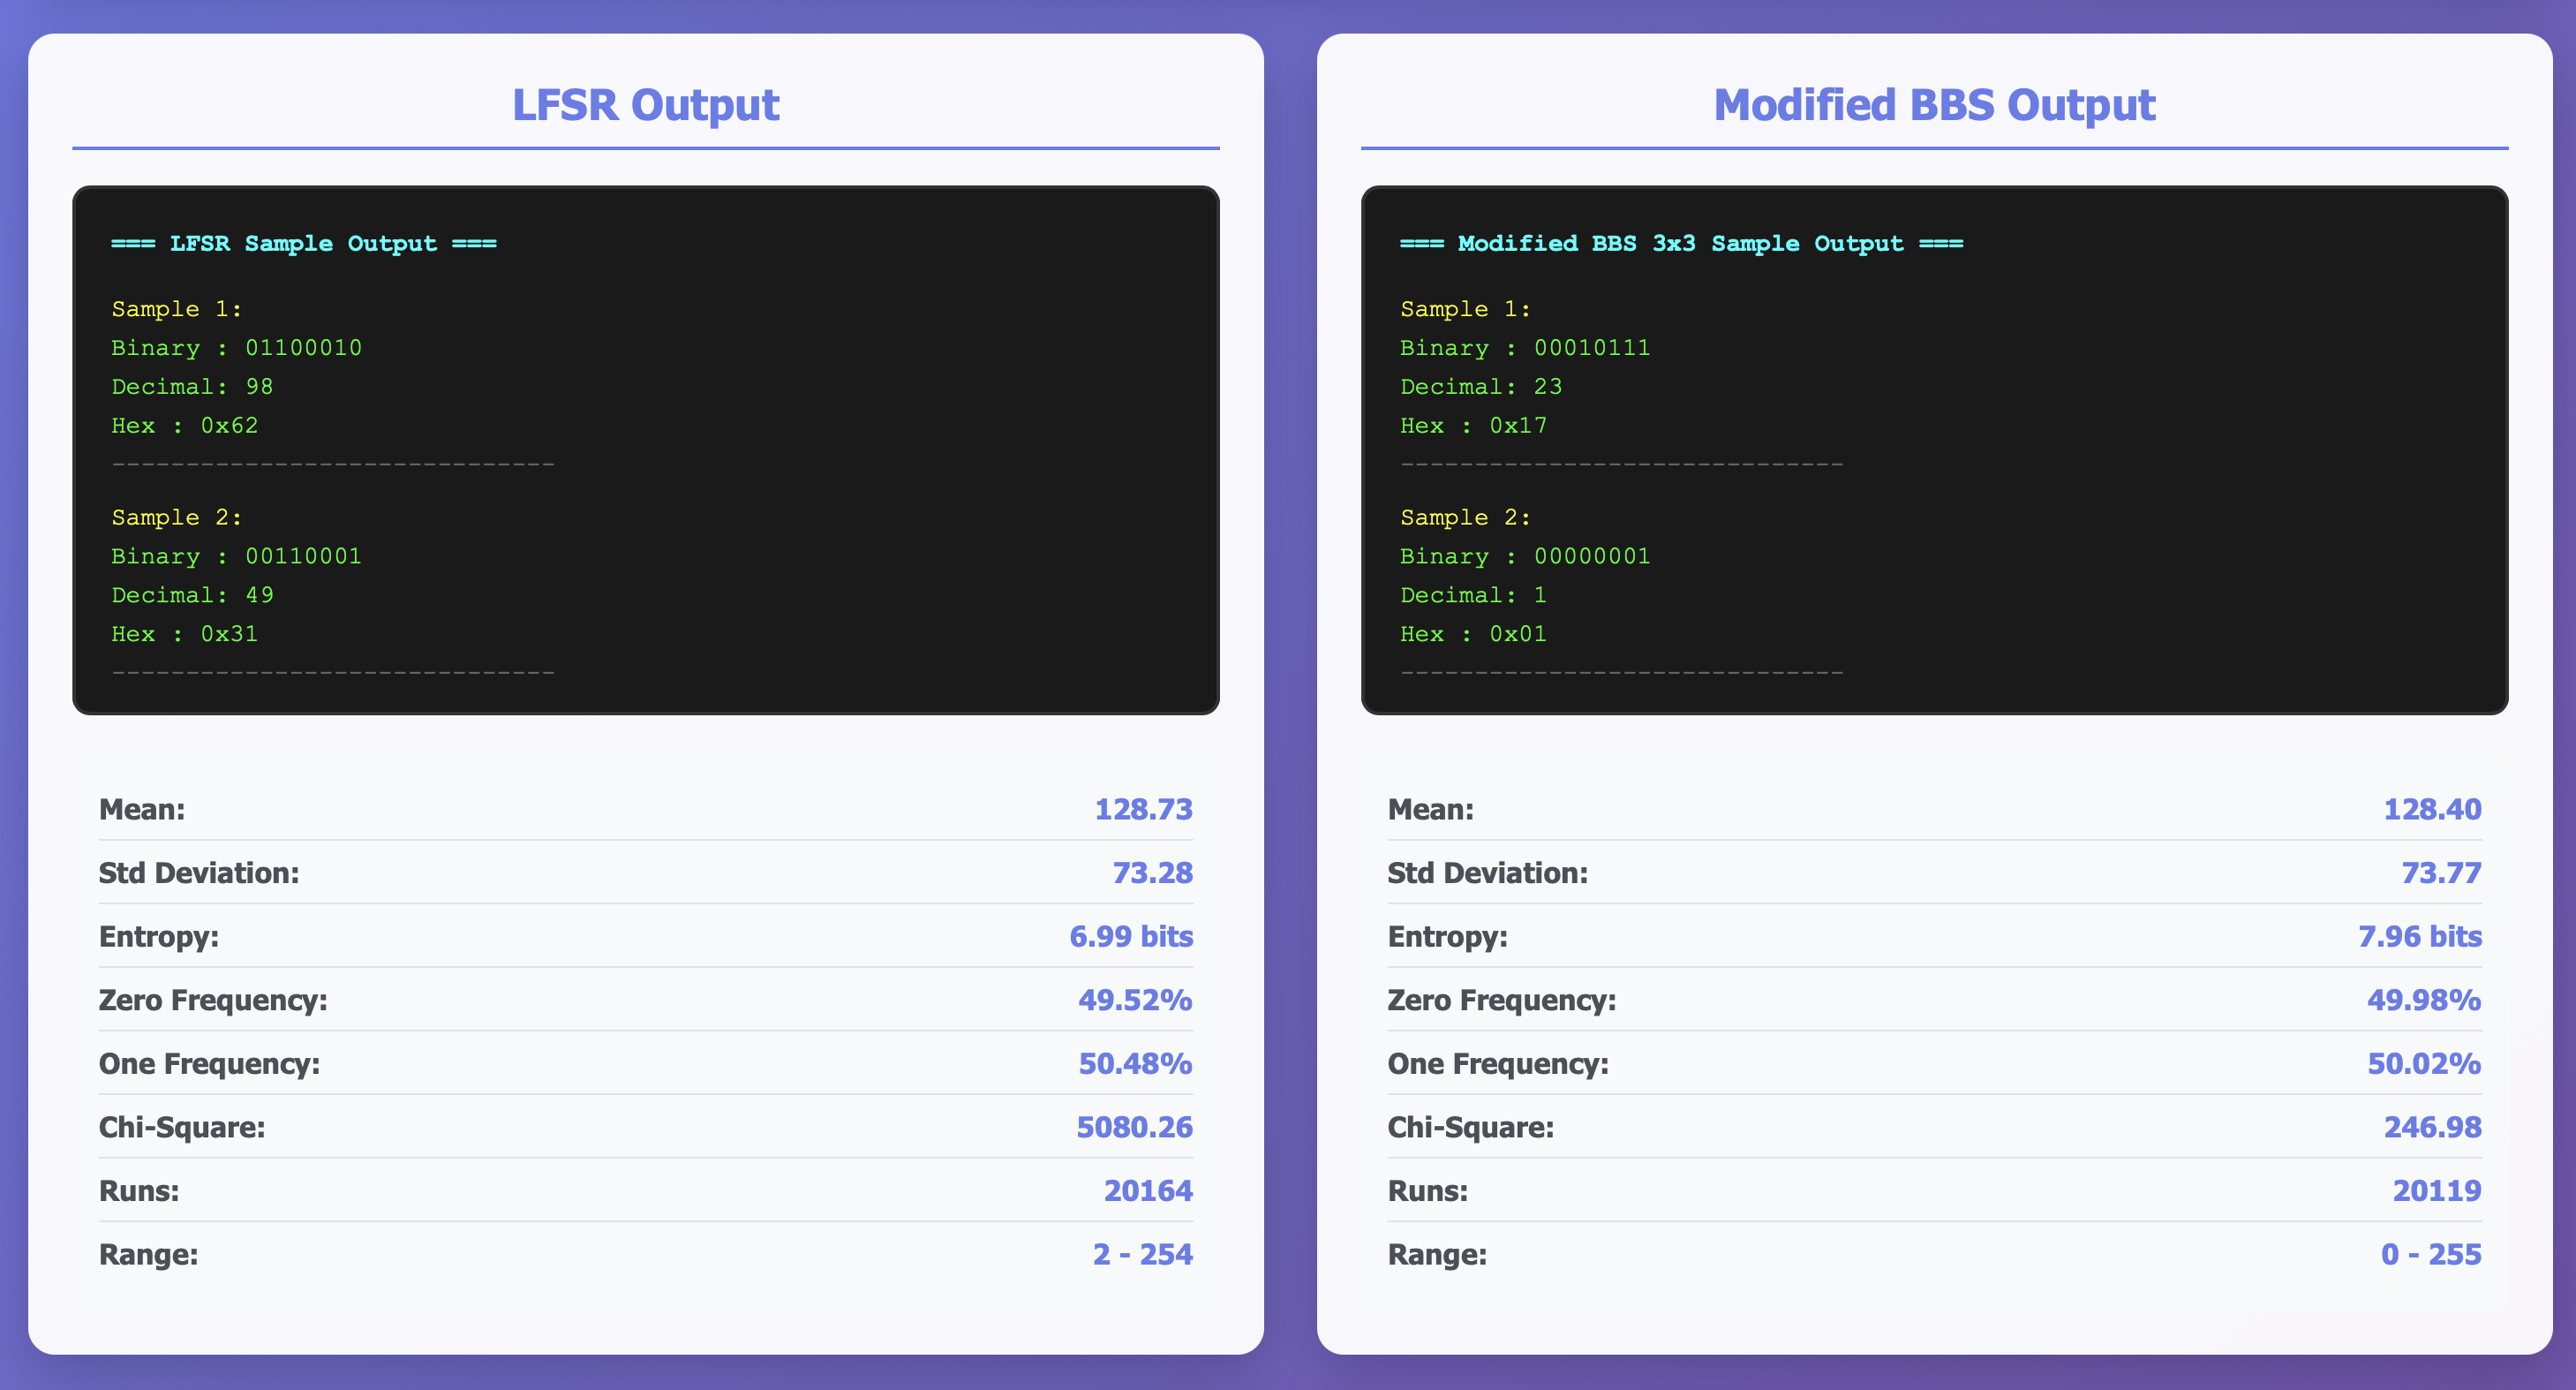 LFSR Output
=== LFSR Sample Output ===
Sample 1:
Binary : 01100010
Decimal: 98
Hex : 0x62
------------------------------
Sample 2:
Binary : 00110001
Decimal: 49
Hex : 0x31
------------------------------
Mean: 128.73
Std Deviation: 73.28
Entropy: 6.99 bits
Zero Frequency: 49.52%
One Frequency: 50.48%
Chi-Square: 5080.26
Runs: 20164
Range: 2 - 254
Modified BBS Output
=== Modified BBS 3x3 Sample Output ===
Sample 1:
Binary : 00010111
Decimal: 23
Hex : 0x17
------------------------------
Sample 2:
Binary : 00000001
Decimal: 1
Hex : 0x01
------------------------------
Mean: 128.40
Std Deviation: 73.77
Entropy: 7.96 bits
Zero Frequency: 49.98%
One Frequency: 50.02%
Chi-Square: 246.98
Runs: 20119
Range: 0 - 255